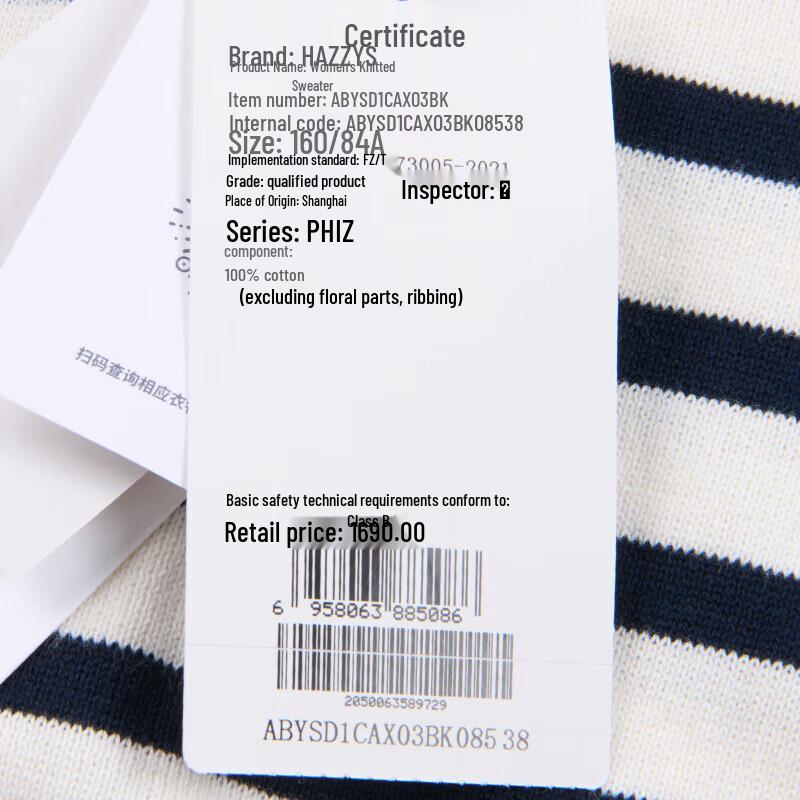 Certificate
Brand: HAZZYS
Product Name: Women's Knitted
Sweater
Item number: ABYSD1CAX03BK
Internal code: ABYSD1CAX03BK08538
Size: 160/84A
Implementation standard: FZ/T 73005-2021
Grade: qualified product
Inspector:
Place of Origin: Shanghai
Series: PHIZ
component:
100% cotton
(excluding floral parts, ribbing)
扫码查询相应衣
Basic safety technical requirements conform to:
Class B
Retail price: 1690.00
6 958063 885086
2050063589729
ABYSD1CAX03BK08538